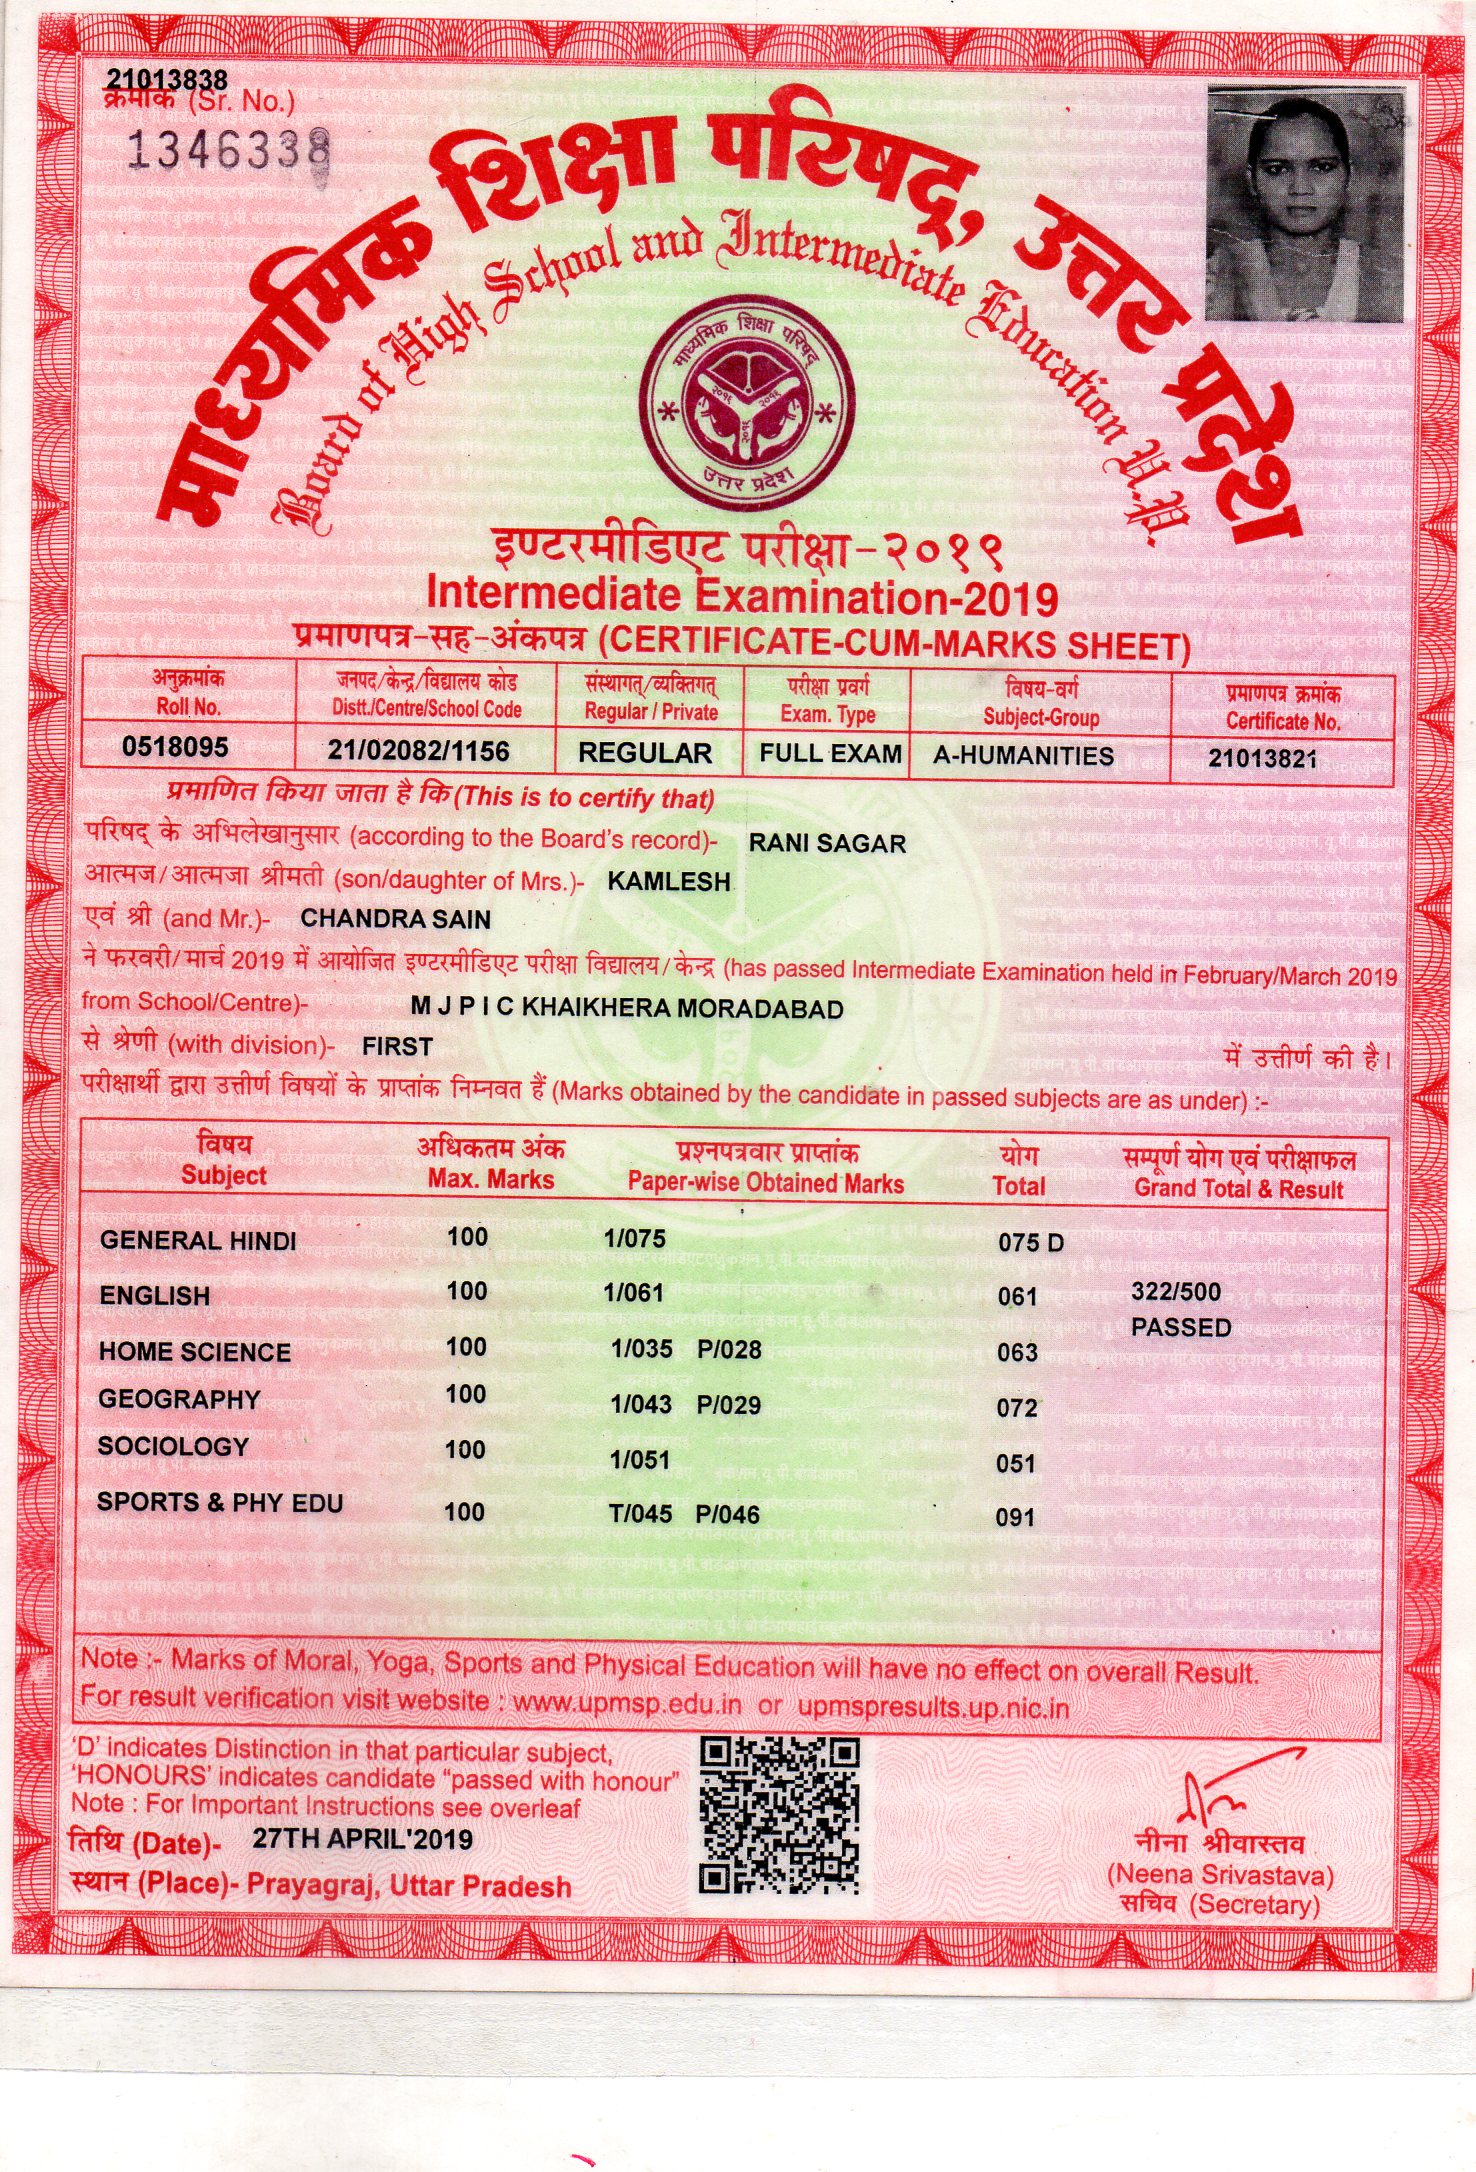 21013838
क्रमांक (Sr. No.)
1346338
माध्यमिक शिक्षा परिषद्, उत्तर प्रदेश
Board of High School and Intermediate Education U.P.
माध्यमिक शिक्षा परिषद्
उत्तर प्रदेश
इण्टरमीडिएट परीक्षा-२०१९
Intermediate Examination-2019
प्रमाणपत्र-सह-अंकपत्र (CERTIFICATE-CUM-MARKS SHEET)
अनुक्रमांक जनपद/केन्द्र/विद्यालय कोड संस्थागत्/व्यक्तिगत् परीक्षा प्रवर्ग विषय-वर्ग प्रमाणपत्र क्रमांक
Roll No. Distt./Centre/School Code Regular / Private Exam. Type Subject-Group Certificate No.
0518095 21/02082/1156 REGULAR FULL EXAM A-HUMANITIES 21013821
प्रमाणित किया जाता है कि (This is to certify that)
परिषद् के अभिलेखानुसार (according to the Board's record)- RANI SAGAR
आत्मज/आत्मजा श्रीमती (son/daughter of Mrs.)- KAMLESH
एवं श्री (and Mr.)- CHANDRA SAIN
ने फरवरी/मार्च 2019 में आयोजित इण्टरमीडिएट परीक्षा विद्यालय/केन्द्र (has passed Intermediate Examination held in February/March 2019
from School/Centre)- M J P I C KHAIKHERA MORADABAD
से श्रेणी (with division)- FIRST में उत्तीर्ण की है।
परीक्षार्थी द्वारा उत्तीर्ण विषयों के प्राप्तांक निम्नवत हैं (Marks obtained by the candidate in passed subjects are as under) :-
विषय अधिकतम अंक प्रश्नपत्रवार प्राप्तांक योग सम्पूर्ण योग एवं परीक्षाफल
Subject Max. Marks Paper-wise Obtained Marks Total Grand Total & Result
GENERAL HINDI 100 1/075 075 D
ENGLISH 100 1/061 061 322/500
PASSED
HOME SCIENCE 100 1/035 P/028 063
GEOGRAPHY 100 1/043 P/029 072
SOCIOLOGY 100 1/051 051
SPORTS & PHY EDU 100 T/045 P/046 091
Note :- Marks of Moral, Yoga, Sports and Physical Education will have no effect on overall Result.
For result verification visit website : www.upmsp.edu.in or upmspresults.up.nic.in
'D' indicates Distinction in that particular subject,
'HONOURS' indicates candidate "passed with honour"
Note : For Important Instructions see overleaf
तिथि (Date)- 27TH APRIL'2019
स्थान (Place)- Prayagraj, Uttar Pradesh
नीना श्रीवास्तव
(Neena Srivastava)
सचिव (Secretary)